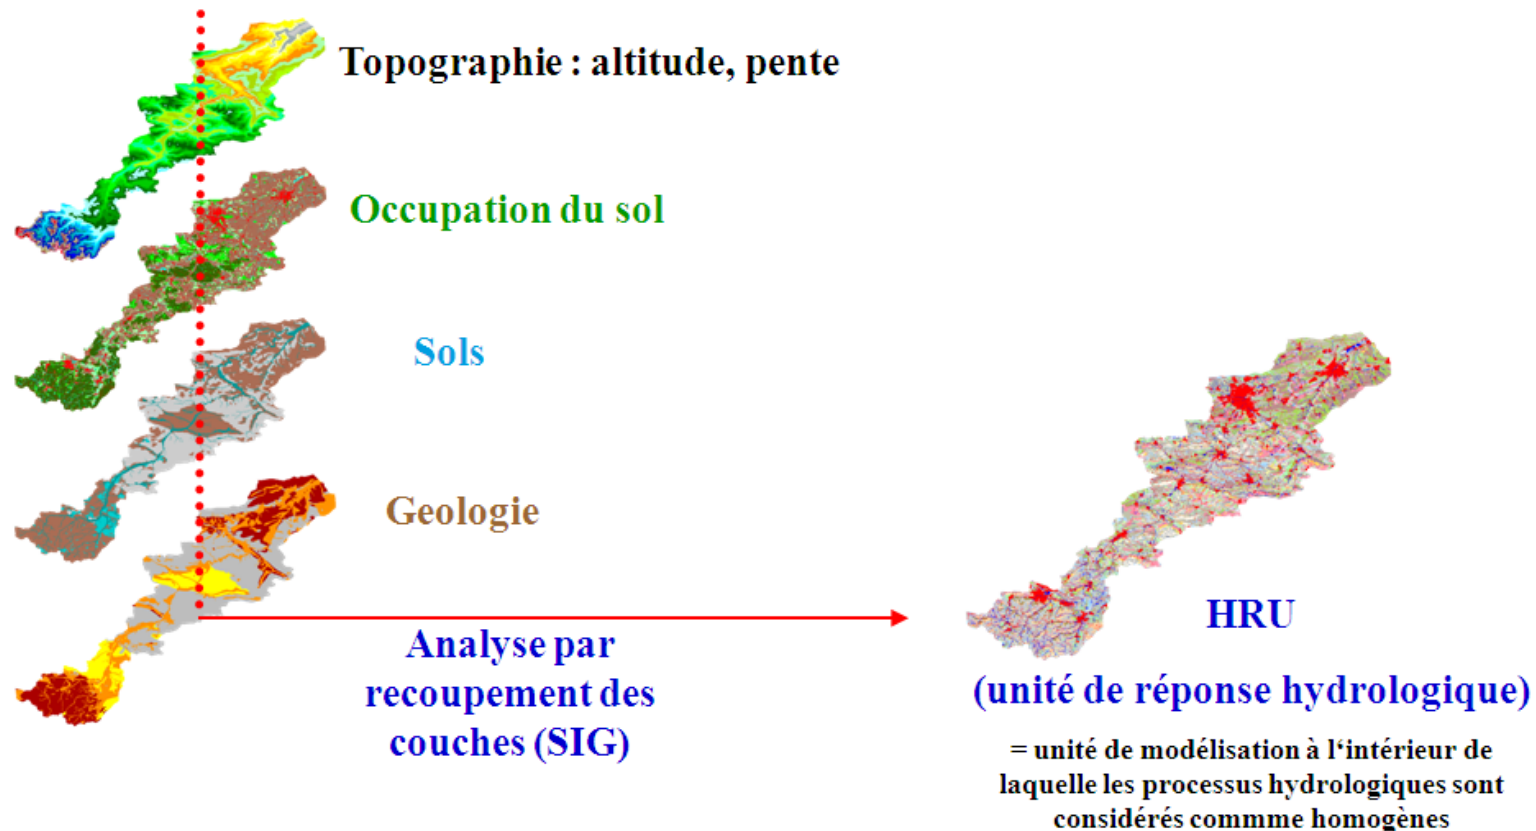 Topographie : altitude, pente
Occupation du sol
Sols
Geologie
Analyse par
recoupement des
couches (SIG)
HRU
(unité de réponse hydrologique)
= unité de modélisation à l‘intérieur de
laquelle les processus hydrologiques sont
considérés commme homogènes